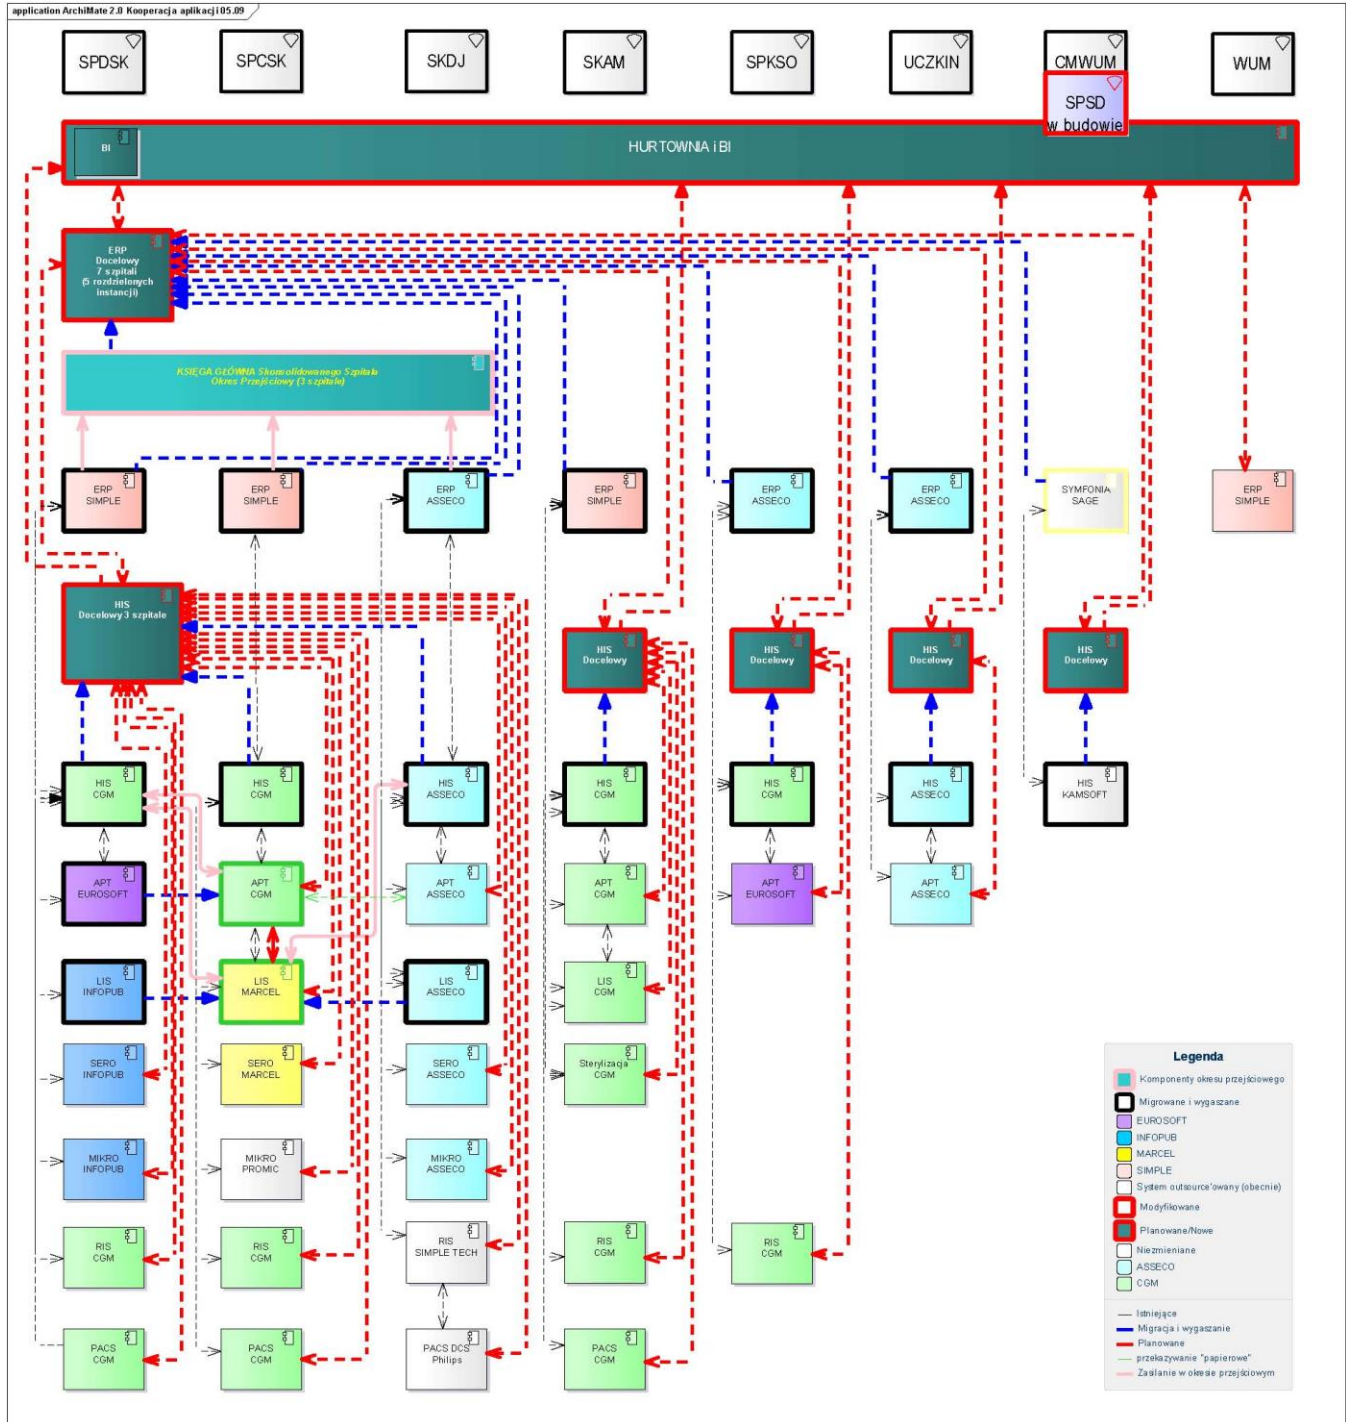 application ArchiMate 2.0 Kooperacja aplikacji 05.09
SPDSK
SPCSK
SKDJ
SKAM
SPKSO
UCZKIN
CMWUM
WUM
SPSD
w budowie
BI
HURTOWNIA i BI
ERP
Docelowy
7 szpitali
(5 rozdzielonych
instancji)
KSIĘGA GŁÓWNA Skonsolidowanego Szpitala
Okres Przejściowy (3 szpitale)
ERP
SIMPLE
ERP
SIMPLE
ERP
ASSECO
ERP
SIMPLE
ERP
ASSECO
ERP
ASSECO
SYMFONIA
SAGE
ERP
SIMPLE
HIS
Docelowy 3 szpitale
HIS
Docelowy
HIS
Docelowy
HIS
Docelowy
HIS
Docelowy
HIS
CGM
HIS
CGM
HIS
ASSECO
HIS
CGM
HIS
CGM
HIS
ASSECO
HIS
KAMSOFT
APT
EUROSOFT
APT
CGM
APT
ASSECO
APT
CGM
APT
EUROSOFT
APT
ASSECO
LIS
INFOPUB
LIS
MARCEL
LIS
ASSECO
LIS
CGM
SERO
INFOPUB
SERO
MARCEL
SERO
ASSECO
Sterylizacja
CGM
MIKRO
INFOPUB
MIKRO
PROMIC
MIKRO
ASSECO
RIS
CGM
RIS
CGM
RIS
SIMPLE TECH
RIS
CGM
RIS
CGM
PACS
CGM
PACS
CGM
PACS DCS
Philips
PACS
CGM
Legenda
Komponenty okresu przejściowego
Migrowane i wygaszane
EUROSOFT
INFOPUB
MARCEL
SIMPLE
System outsource'owany (obecnie)
Modyfikowane
Planowane/Nowe
Niezmieniane
ASSECO
CGM
Istniejące
Migracja i wygaszanie
Planowane
przekazywanie "papierowe"
Zasilanie w okresie przejściowym